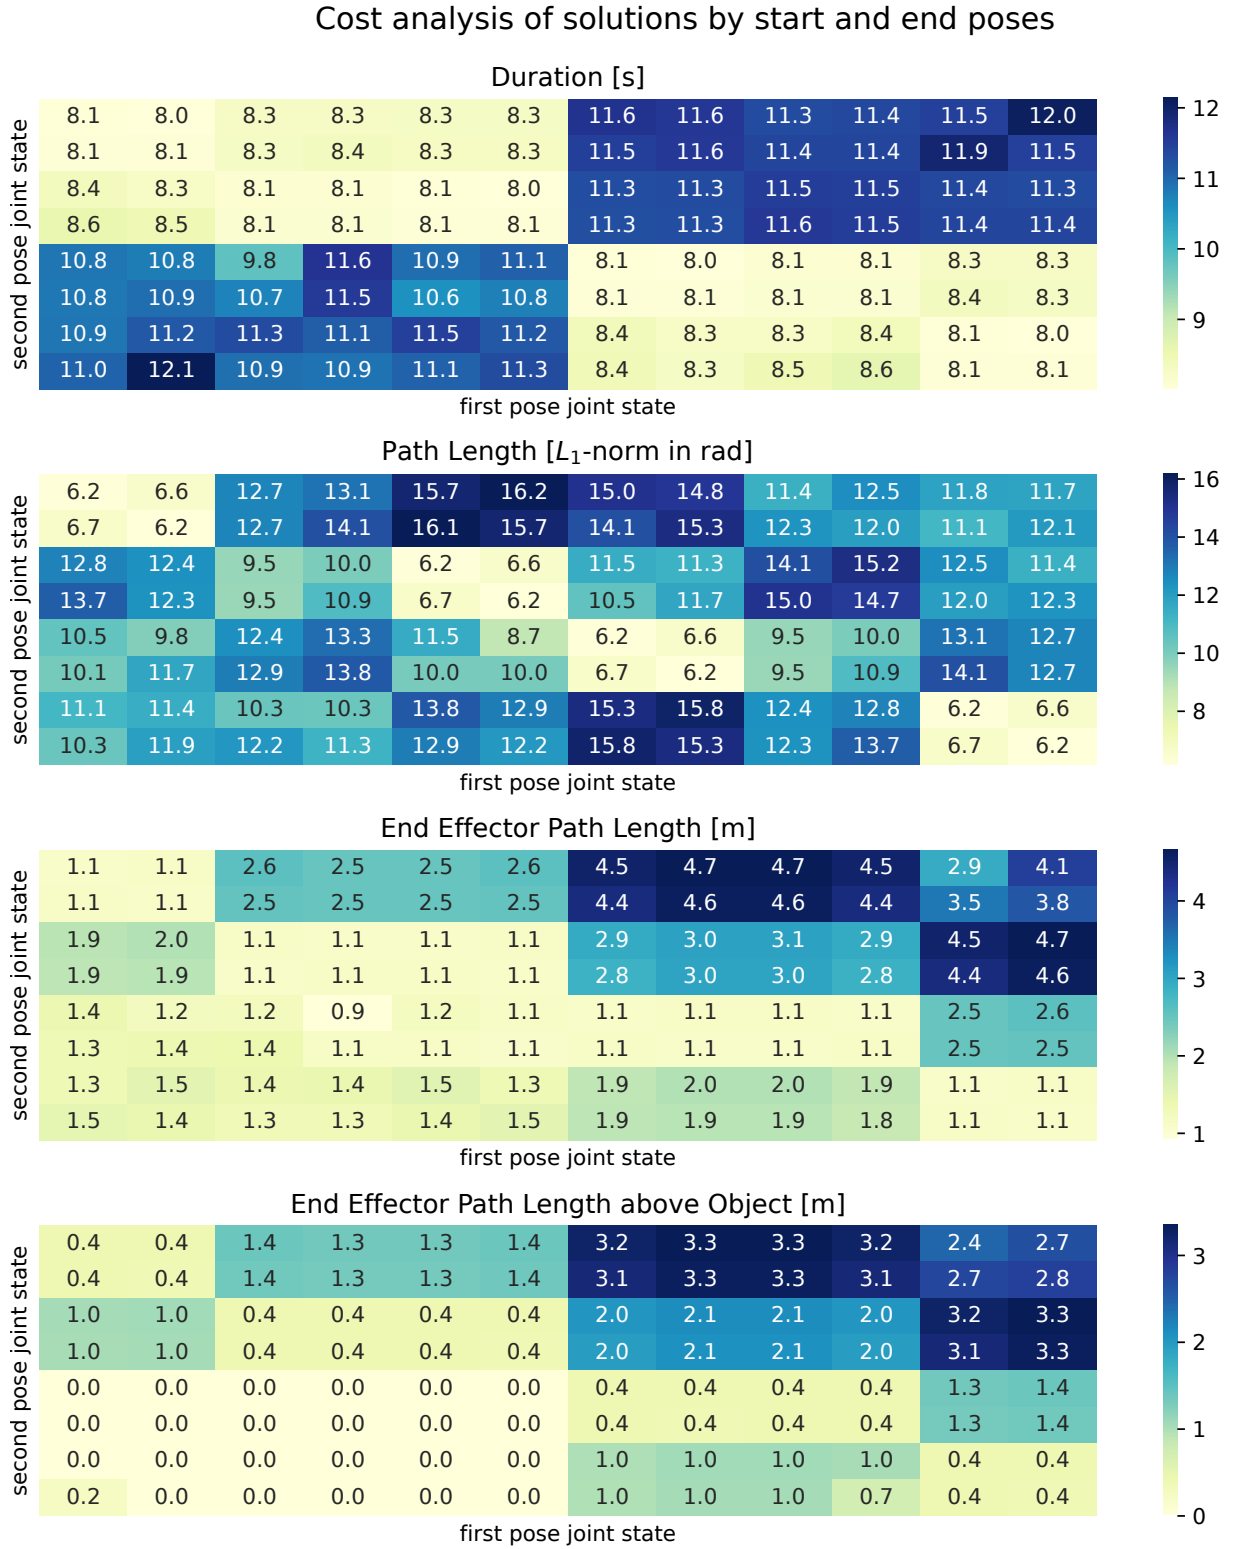 Cost analysis of solutions by start and end poses
Duration [s]
second pose joint state
8.1 8.0 8.3 8.3 8.3 8.3 11.6 11.6 11.3 11.4 11.5 12.0
8.1 8.1 8.3 8.4 8.3 8.3 11.5 11.6 11.4 11.4 11.9 11.5
8.4 8.3 8.1 8.1 8.1 8.0 11.3 11.3 11.5 11.5 11.4 11.3
8.6 8.5 8.1 8.1 8.1 8.1 11.3 11.3 11.6 11.5 11.4 11.4
10.8 10.8 9.8 11.6 10.9 11.1 8.1 8.0 8.1 8.1 8.3 8.3
10.8 10.9 10.7 11.5 10.6 10.8 8.1 8.1 8.1 8.1 8.4 8.3
10.9 11.2 11.3 11.1 11.5 11.2 8.4 8.3 8.3 8.4 8.1 8.0
11.0 12.1 10.9 10.9 11.1 11.3 8.4 8.3 8.5 8.6 8.1 8.1
first pose joint state
12
11
10
9
Path Length [L₁-norm in rad]
second pose joint state
6.2 6.6 12.7 13.1 15.7 16.2 15.0 14.8 11.4 12.5 11.8 11.7
6.7 6.2 12.7 14.1 16.1 15.7 14.1 15.3 12.3 12.0 11.1 12.1
12.8 12.4 9.5 10.0 6.2 6.6 11.5 11.3 14.1 15.2 12.5 11.4
13.7 12.3 9.5 10.9 6.7 6.2 10.5 11.7 15.0 14.7 12.0 12.3
10.5 9.8 12.4 13.3 11.5 8.7 6.2 6.6 9.5 10.0 13.1 12.7
10.1 11.7 12.9 13.8 10.0 10.0 6.7 6.2 9.5 10.9 14.1 12.7
11.1 11.4 10.3 10.3 13.8 12.9 15.3 15.8 12.4 12.8 6.2 6.6
10.3 11.9 12.2 11.3 12.9 12.2 15.8 15.3 12.3 13.7 6.7 6.2
first pose joint state
16
14
12
10
8
End Effector Path Length [m]
second pose joint state
1.1 1.1 2.6 2.5 2.5 2.6 4.5 4.7 4.7 4.5 2.9 4.1
1.1 1.1 2.5 2.5 2.5 2.5 4.4 4.6 4.6 4.4 3.5 3.8
1.9 2.0 1.1 1.1 1.1 1.1 2.9 3.0 3.1 2.9 4.5 4.7
1.9 1.9 1.1 1.1 1.1 1.1 2.8 3.0 3.0 2.8 4.4 4.6
1.4 1.2 1.2 0.9 1.2 1.1 1.1 1.1 1.1 1.1 2.5 2.6
1.3 1.4 1.4 1.1 1.1 1.1 1.1 1.1 1.1 1.1 2.5 2.5
1.3 1.5 1.4 1.4 1.5 1.3 1.9 2.0 2.0 1.9 1.1 1.1
1.5 1.4 1.3 1.3 1.4 1.5 1.9 1.9 1.9 1.8 1.1 1.1
first pose joint state
4
3
2
1
End Effector Path Length above Object [m]
second pose joint state
0.4 0.4 1.4 1.3 1.3 1.4 3.2 3.3 3.3 3.2 2.4 2.7
0.4 0.4 1.4 1.3 1.3 1.4 3.1 3.3 3.3 3.1 2.7 2.8
1.0 1.0 0.4 0.4 0.4 0.4 2.0 2.1 2.1 2.0 3.2 3.3
1.0 1.0 0.4 0.4 0.4 0.4 2.0 2.1 2.1 2.0 3.1 3.3
0.0 0.0 0.0 0.0 0.0 0.0 0.4 0.4 0.4 0.4 1.3 1.4
0.0 0.0 0.0 0.0 0.0 0.0 0.4 0.4 0.4 0.4 1.3 1.4
0.0 0.0 0.0 0.0 0.0 0.0 1.0 1.0 1.0 1.0 0.4 0.4
0.2 0.0 0.0 0.0 0.0 0.0 1.0 1.0 1.0 0.7 0.4 0.4
first pose joint state
3
2
1
0